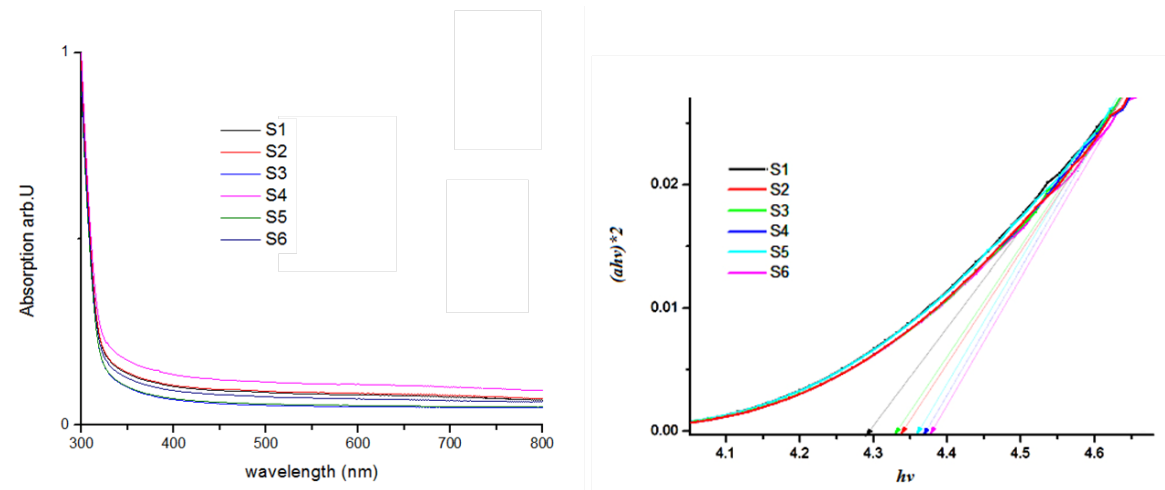 1
0
Absorption arb.U
S1
S2
S3
S4
S5
S6
300 400 500 600 700 800
wavelength (nm)
0.02
0.01
0.00
(ahv)*2
S1
S2
S3
S4
S5
S6
4.1 4.2 4.3 4.4 4.5 4.6
hv